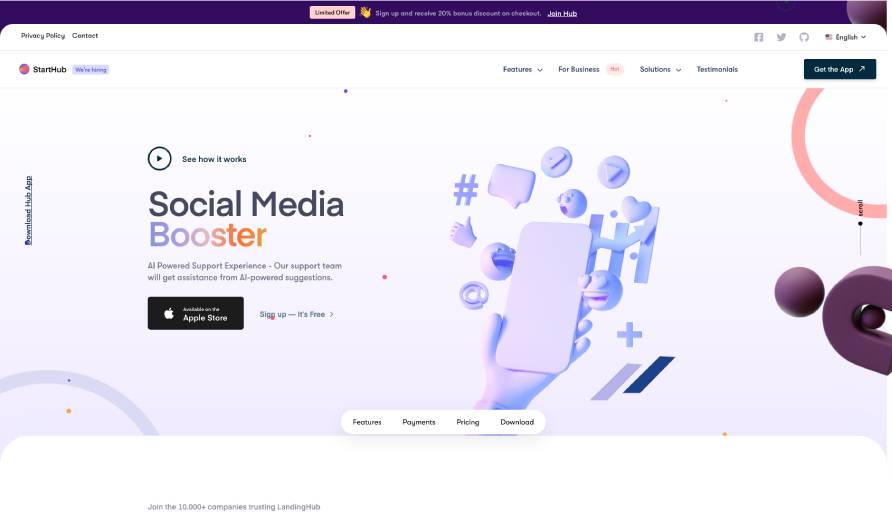 Limited Offer 👋 Sign up and receive 20% bonus discount on checkout. Join Hub
Privacy Policy Contact
English
StartHub We're hiring
Features For Business Hot Solutions Testimonials
Get the App
See how it works
Download Hub App
Social Media
Booster
AI Powered Support Experience - Our support team
will get assistance from AI-powered suggestions.
Available on the
Apple Store
Sign up — It's Free
#
@
scroll
Features Payments Pricing Download
Join the 10.000+ companies trusting LandingHub